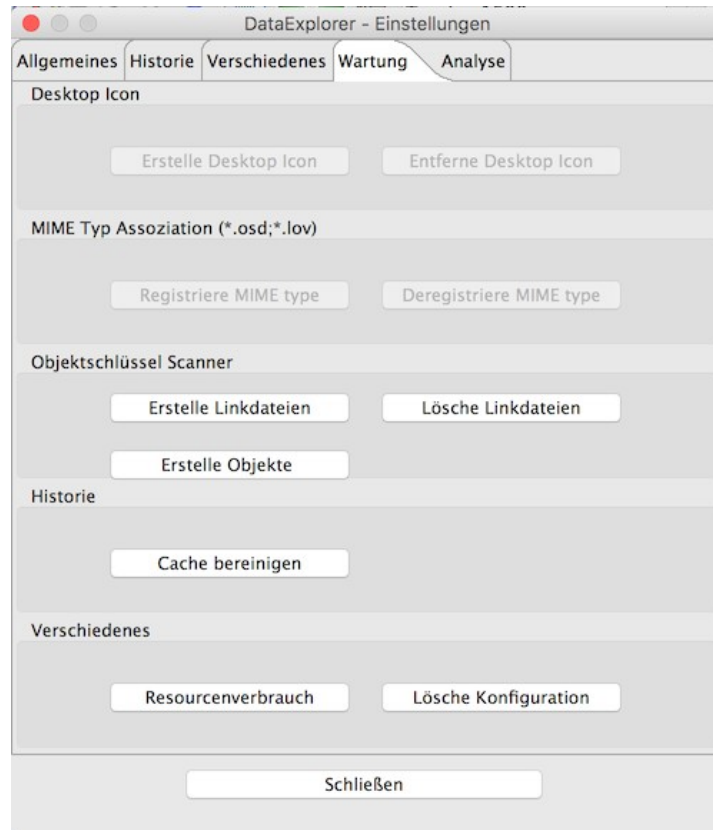 DataExplorer - Einstellungen
Allgemeines Historie Verschiedenes Wartung Analyse
Desktop Icon
Erstelle Desktop Icon Entferne Desktop Icon
MIME Typ Assoziation (*.osd;*.lov)
Registriere MIME type Deregistriere MIME type
Objektschlüssel Scanner
Erstelle Linkdateien Lösche Linkdateien
Erstelle Objekte
Historie
Cache bereinigen
Verschiedenes
Resourcenverbrauch Lösche Konfiguration
Schließen